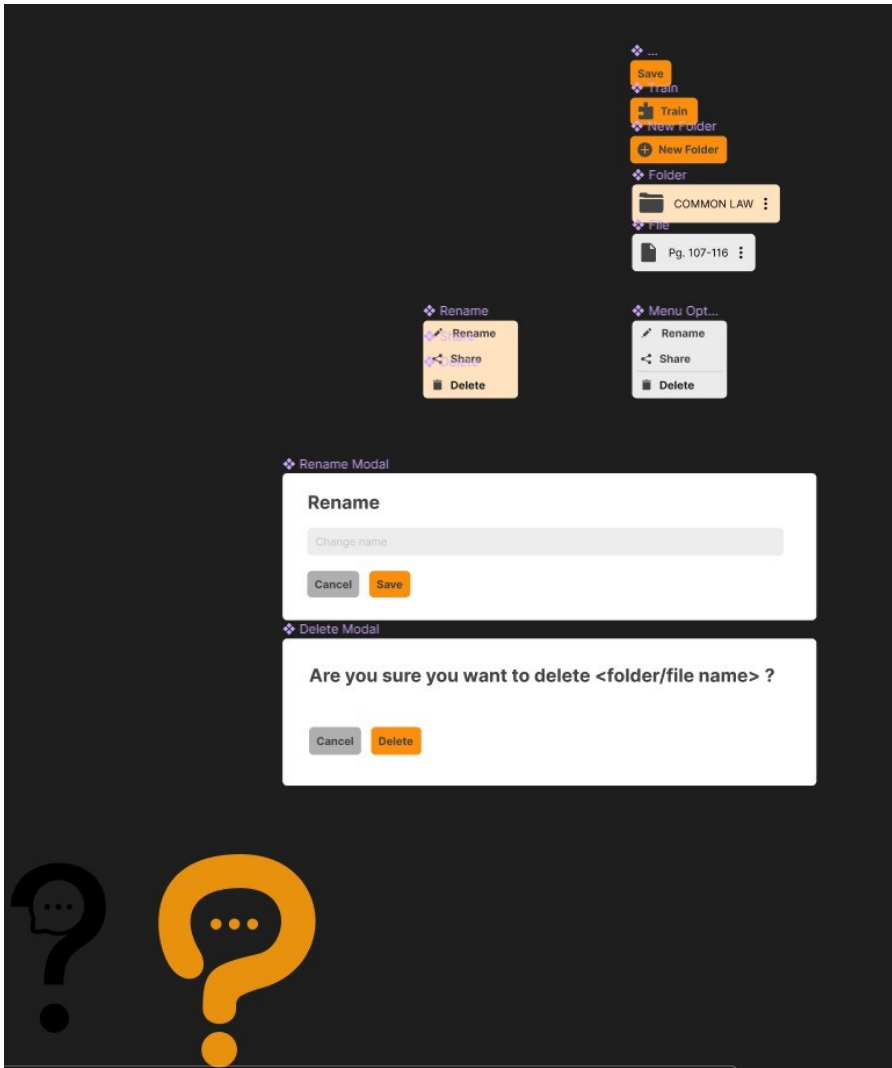 ...
Save
Train
Train
New Folder
New Folder
Folder
COMMON LAW
File
Pg. 107-116
Rename
Rename
Share
Share
Delete
Delete
Menu Opt...
Rename
Share
Delete
Rename Modal
Rename
Change name
Cancel Save
Delete Modal
Are you sure you want to delete <folder/file name> ?
Cancel Delete